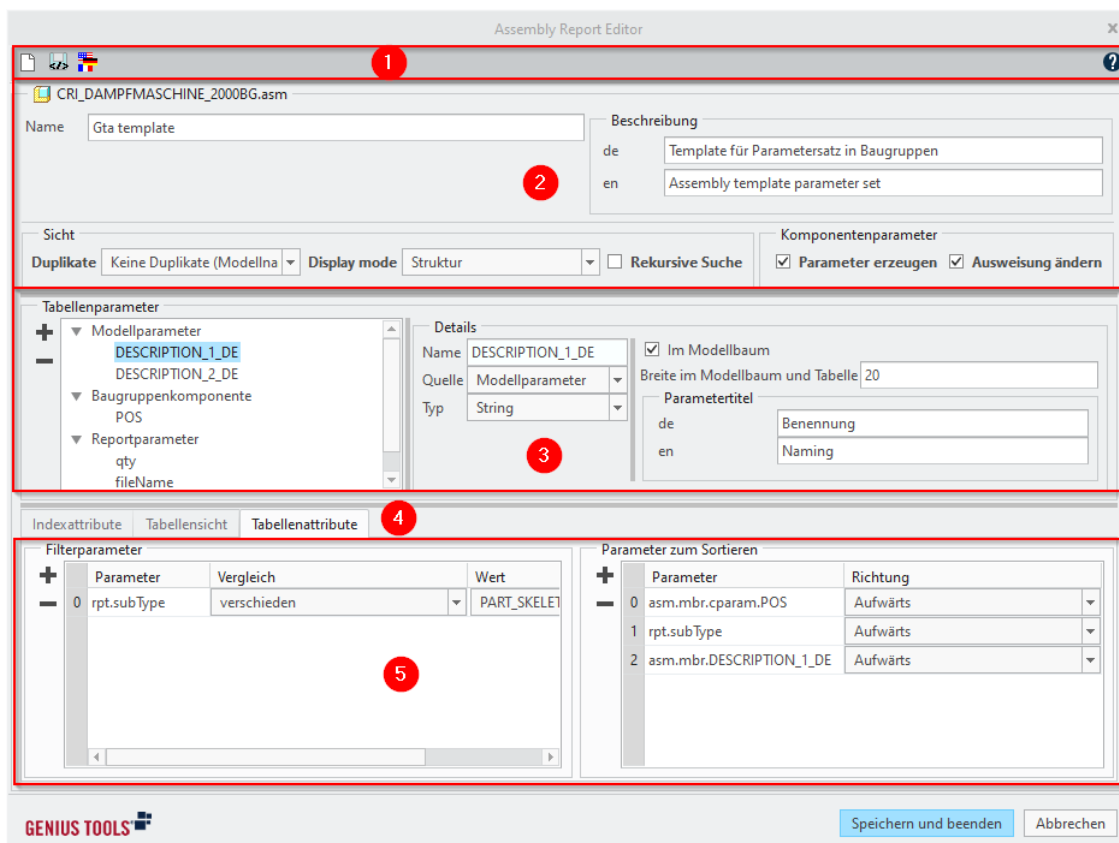 Assembly Report Editor
1
CRI_DAMPFMASCHINE_2000BG.asm
Name Gta template
Beschreibung
de Template für Parametersatz in Baugruppen
en Assembly template parameter set
2
Sicht
Duplikate Keine Duplikate (Modellna Display mode Struktur Rekursive Suche
Komponentenparameter
Parameter erzeugen Ausweisung ändern
Tabellenparameter
Modellparameter
DESCRIPTION_1_DE
DESCRIPTION_2_DE
Baugruppenkomponente
POS
Reportparameter
qty
fileName
Details
Name DESCRIPTION_1_DE
Quelle Modellparameter
Typ String
3
Im Modellbaum
Breite im Modellbaum und Tabelle 20
Parametertitel
de Benennung
en Naming
Indexattribute Tabellensicht Tabellenattribute 4
Filterparameter
Parameter Vergleich Wert
0 rpt.subType verschieden PART_SKELET
5
Parameter zum Sortieren
Parameter Richtung
0 asm.mbr.cparam.POS Aufwärts
1 rpt.subType Aufwärts
2 asm.mbr.DESCRIPTION_1_DE Aufwärts
GENIUS TOOLS
Speichern und beenden Abbrechen